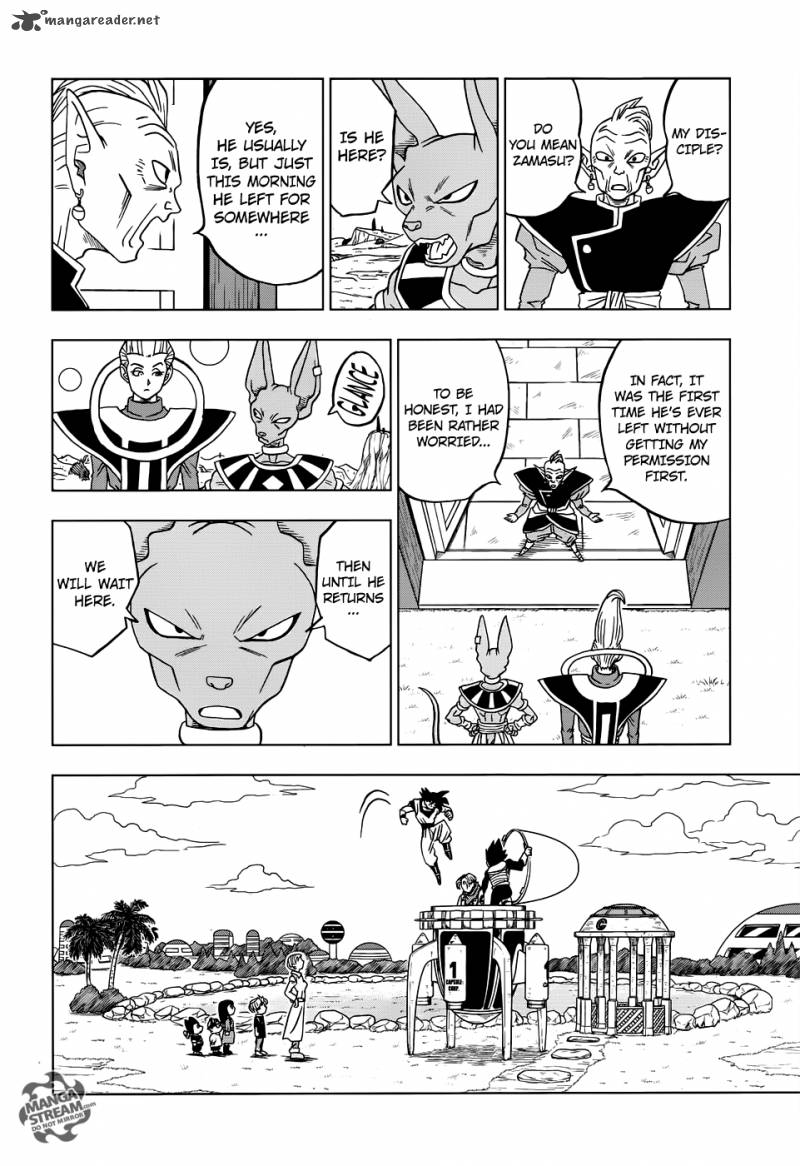 mangareader.net
YES,
HE USUALLY
IS, BUT JUST
THIS MORNING
HE LEFT FOR
SOMEWHERE
...
IS HE
HERE?
DO
YOU MEAN
ZAMASU?
MY DIS-
CIPLE?
GLANCE
TO BE
HONEST, I HAD
BEEN RATHER
WORRIED...
IN FACT, IT
WAS THE FIRST
TIME HE'S EVER
LEFT WITHOUT
GETTING MY
PERMISSION
FIRST.
WE
WILL WAIT
HERE.
THEN
UNTIL HE
RETURNS
...
1
CAPSULE
CORP.
C
MANGA
STREAM.com
DO NOT MIRROR